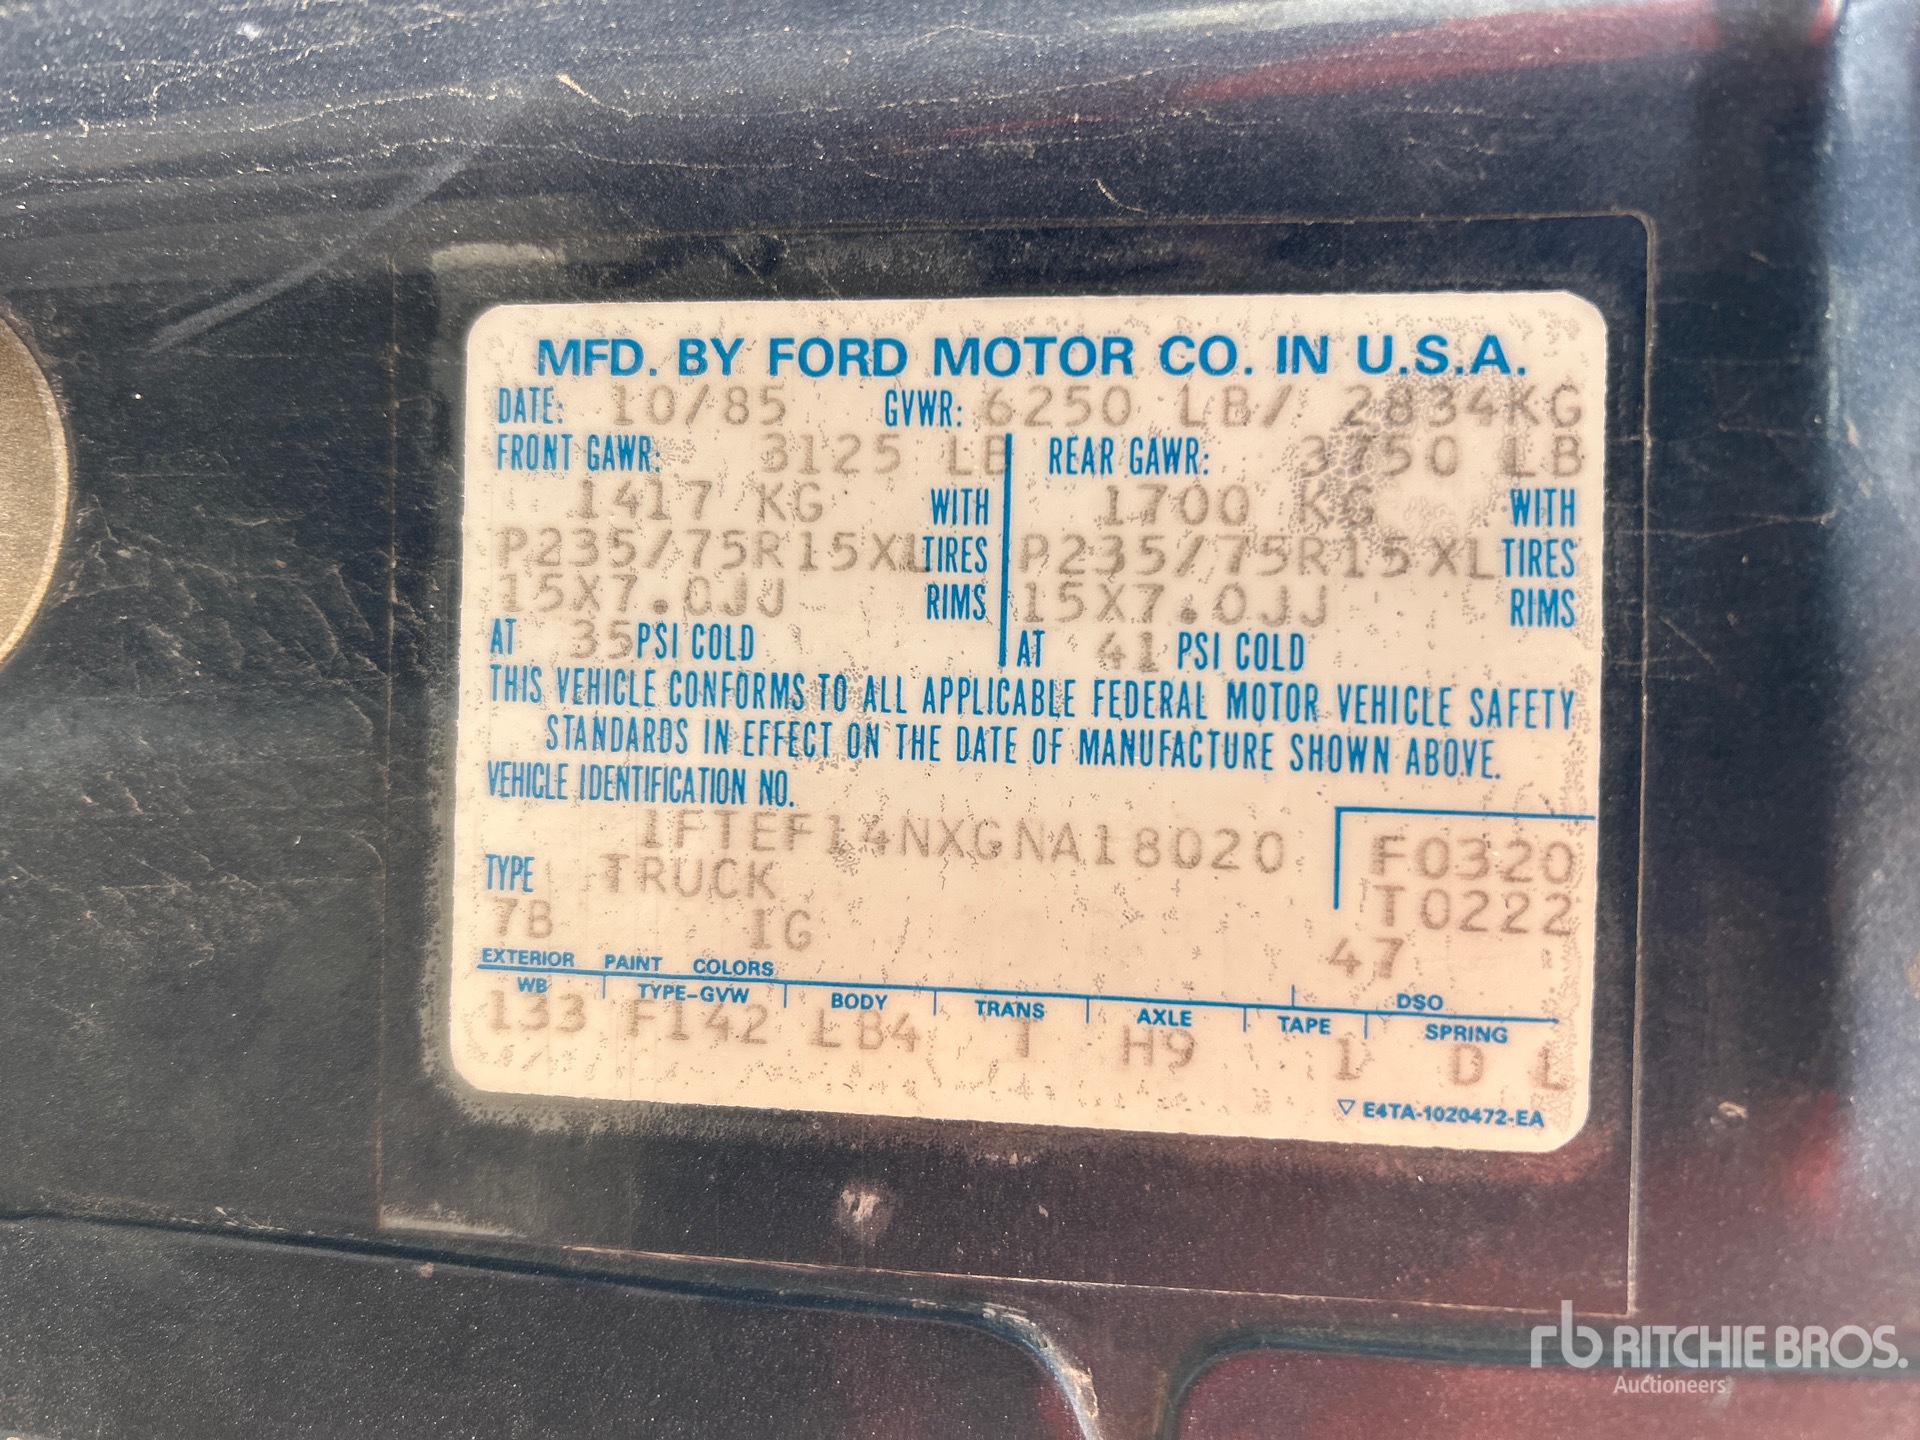 MFD. BY FORD MOTOR CO. IN U.S.A.
DATE: 10/85 GVWR: 6250 LB/ 2834KG
FRONT GAWR: 3125 LB REAR GAWR: 3750 LB
1417 KG WITH 1700 KG WITH
P235/75R15XL TIRES P235/75R15XL TIRES
15X7.0JJ RIMS 15X7.0JJ RIMS
AT 35 PSI COLD AT 41 PSI COLD
THIS VEHICLE CONFORMS TO ALL APPLICABLE FEDERAL MOTOR VEHICLE SAFETY
STANDARDS IN EFFECT ON THE DATE OF MANUFACTURE SHOWN ABOVE.
VEHICLE IDENTIFICATION NO.
1FTEF14NXGNA18020 F0320
TYPE TRUCK T0222
7B 1G 47
EXTERIOR PAINT COLORS DSO
WB TYPE-GVW BODY TRANS AXLE TAPE SPRING
133 F142 LB4 T H9 1 D L
▽ E4TA-1020472-EA
rb RITCHIE BROS.
Auctioneers